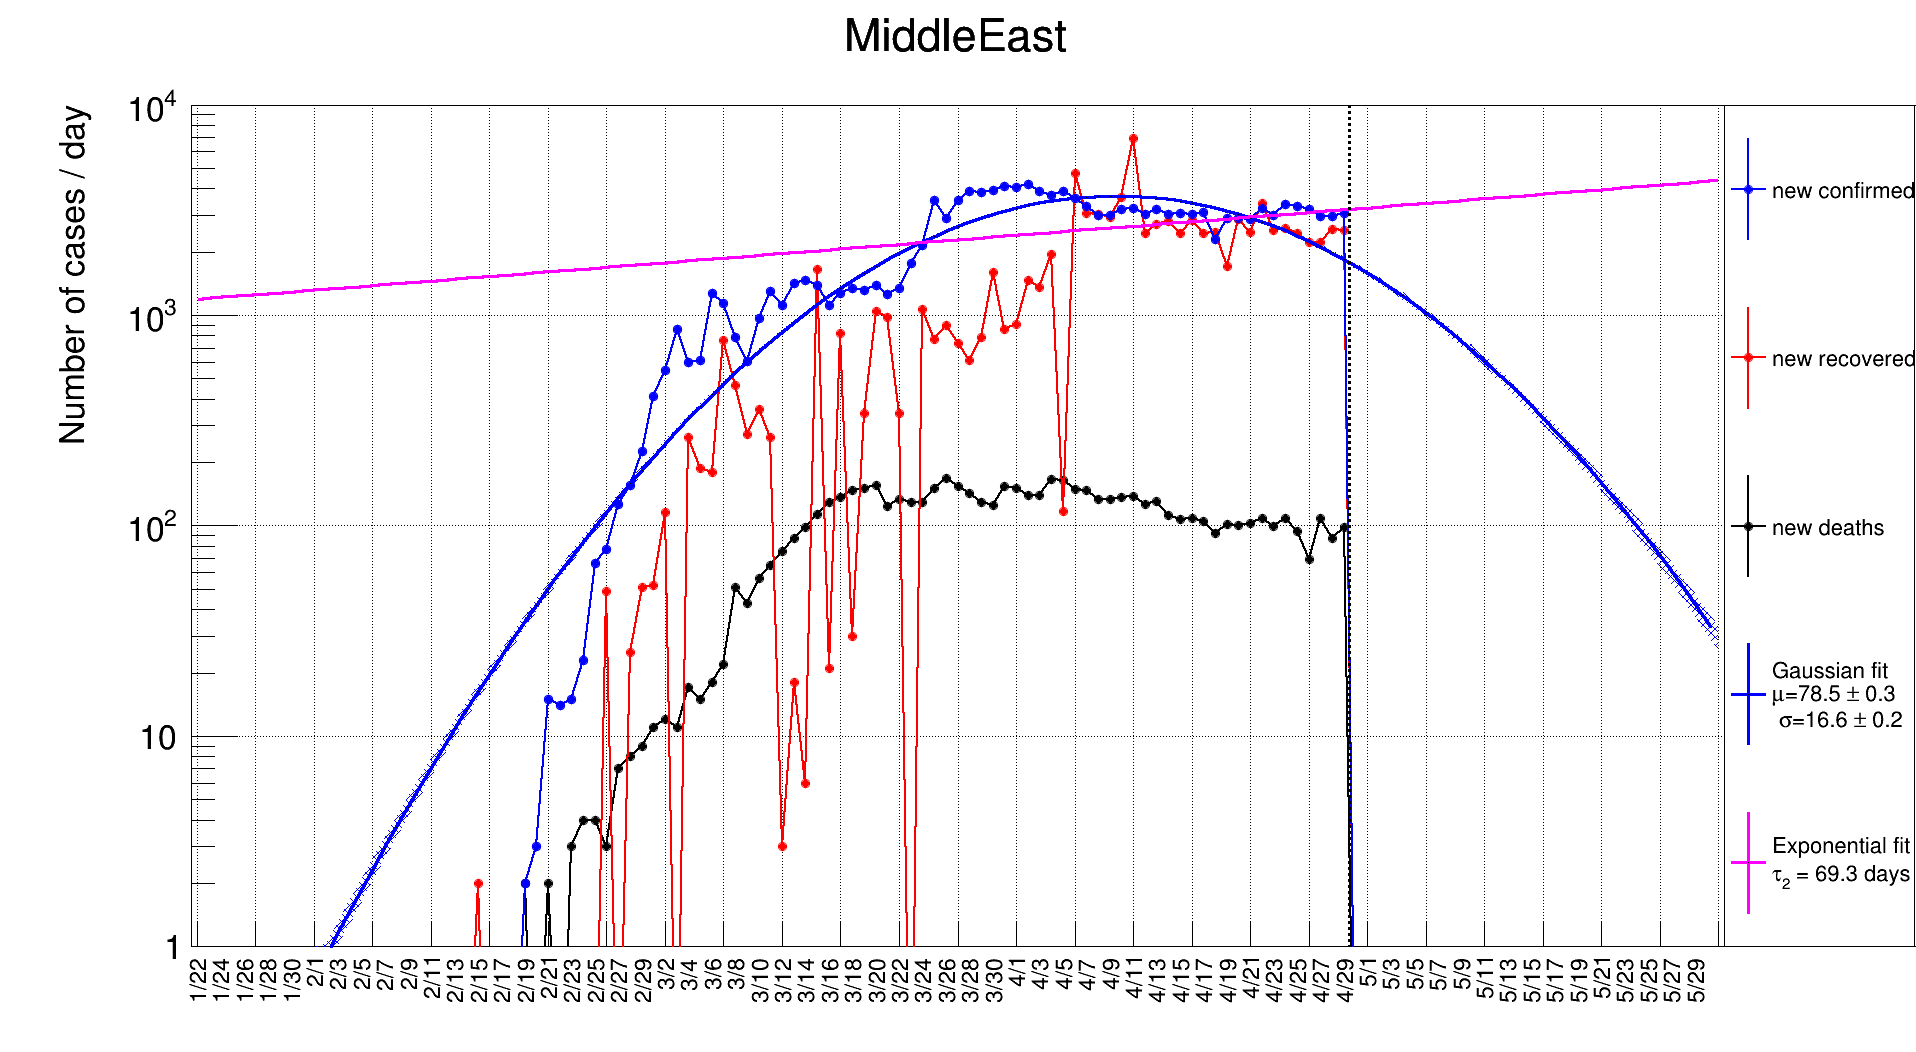 MiddleEast
Number of cases / day
10^4
10^3
10^2
10
1
1/22 1/24 1/26 1/28 1/30 2/1 2/3 2/5 2/7 2/9 2/11 2/13 2/15 2/17 2/19 2/21 2/23 2/25 2/27 2/29 3/2 3/4 3/6 3/8 3/10 3/12 3/14 3/16 3/18 3/20 3/22 3/24 3/26 3/28 3/30 4/1 4/3 4/5 4/7 4/9 4/11 4/13 4/15 4/17 4/19 4/21 4/23 4/25 4/27 4/29 5/1 5/3 5/5 5/7 5/9 5/11 5/13 5/15 5/17 5/19 5/21 5/23 5/25 5/27 5/29
new confirmed
new recovered
new deaths
Gaussian fit
μ=78.5 ± 0.3
σ=16.6 ± 0.2
Exponential fit
τ₂ = 69.3 days